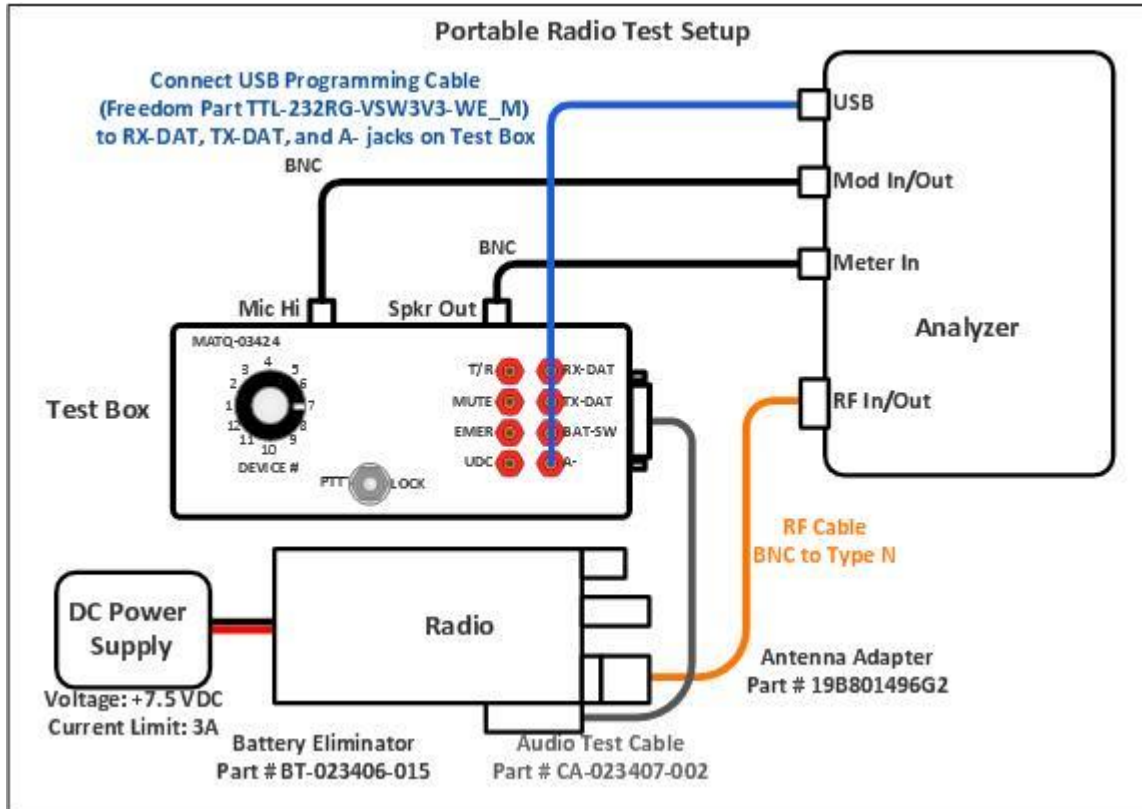 Portable Radio Test Setup
Connect USB Programming Cable
(Freedom Part TTL-232RG-VSW3V3-WE_M)
to RX-DAT, TX-DAT, and A- jacks on Test Box
BNC
BNC
USB
Mod In/Out
Meter In
Analyzer
RF In/Out
Mic Hi
Spkr Out
Test Box
MATQ-03424
1
2
3
4
5
6
7
8
9
10
11
12
DEVICE #
PTT
LOCK
T/R
RX-DAT
MUTE
TX-DAT
EMER
BAT-SW
UDC
A-
RF Cable
BNC to Type N
DC Power
Supply
Radio
Voltage: +7.5 VDC
Current Limit: 3A
Antenna Adapter
Part # 19B801496G2
Battery Eliminator
Part # BT-023406-015
Audio Test Cable
Part # CA-023407-002